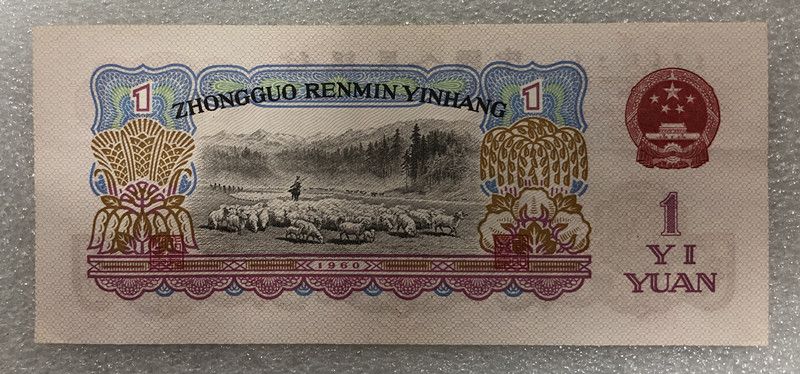 1
1
ZHONGGUO RENMIN YINHANG
1960
1
YI
YUAN